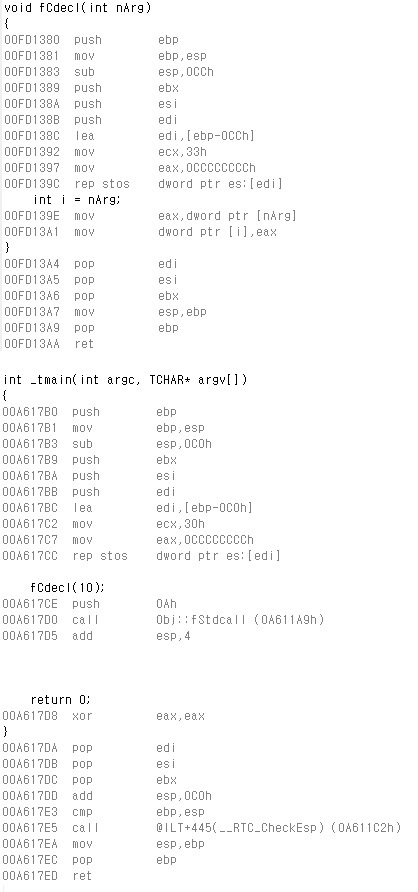 void fCdecl(int nArg)
{
00FD1380 push ebp
00FD1381 mov ebp,esp
00FD1383 sub esp,0CCh
00FD1389 push ebx
00FD138A push esi
00FD138B push edi
00FD138C lea edi,[ebp-0CCh]
00FD1392 mov ecx,33h
00FD1397 mov eax,0CCCCCCCCh
00FD139C rep stos dword ptr es:[edi]
int i = nArg;
00FD139E mov eax,dword ptr [nArg]
00FD13A1 mov dword ptr [i],eax
}
00FD13A4 pop edi
00FD13A5 pop esi
00FD13A6 pop ebx
00FD13A7 mov esp,ebp
00FD13A9 pop ebp
00FD13AA ret
int _tmain(int argc, TCHAR* argv[])
{
00A617B0 push ebp
00A617B1 mov ebp,esp
00A617B3 sub esp,0C0h
00A617B9 push ebx
00A617BA push esi
00A617BB push edi
00A617BC lea edi,[ebp-0C0h]
00A617C2 mov ecx,30h
00A617C7 mov eax,0CCCCCCCCh
00A617CC rep stos dword ptr es:[edi]
fCdecl(10);
00A617CE push 0Ah
00A617D0 call Obj::fStdcall (0A611A9h)
00A617D5 add esp,4
return 0;
00A617D8 xor eax,eax
}
00A617DA pop edi
00A617DB pop esi
00A617DC pop ebx
00A617DD add esp,0C0h
00A617E3 cmp ebp,esp
00A617E5 call @ILT+445(__RTC_CheckEsp) (0A611C2h)
00A617EA mov esp,ebp
00A617EC pop ebp
00A617ED ret